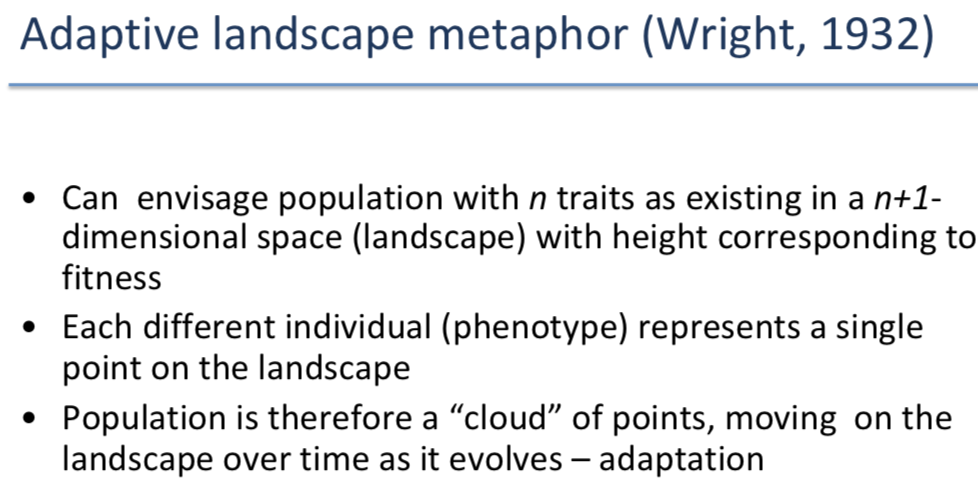 Adaptive landscape metaphor (Wright, 1932)
• Can envisage population with n traits as existing in a n+1-
dimensional space (landscape) with height corresponding to
fitness
• Each different individual (phenotype) represents a single
point on the landscape
• Population is therefore a “cloud” of points, moving on the
landscape over time as it evolves – adaptation